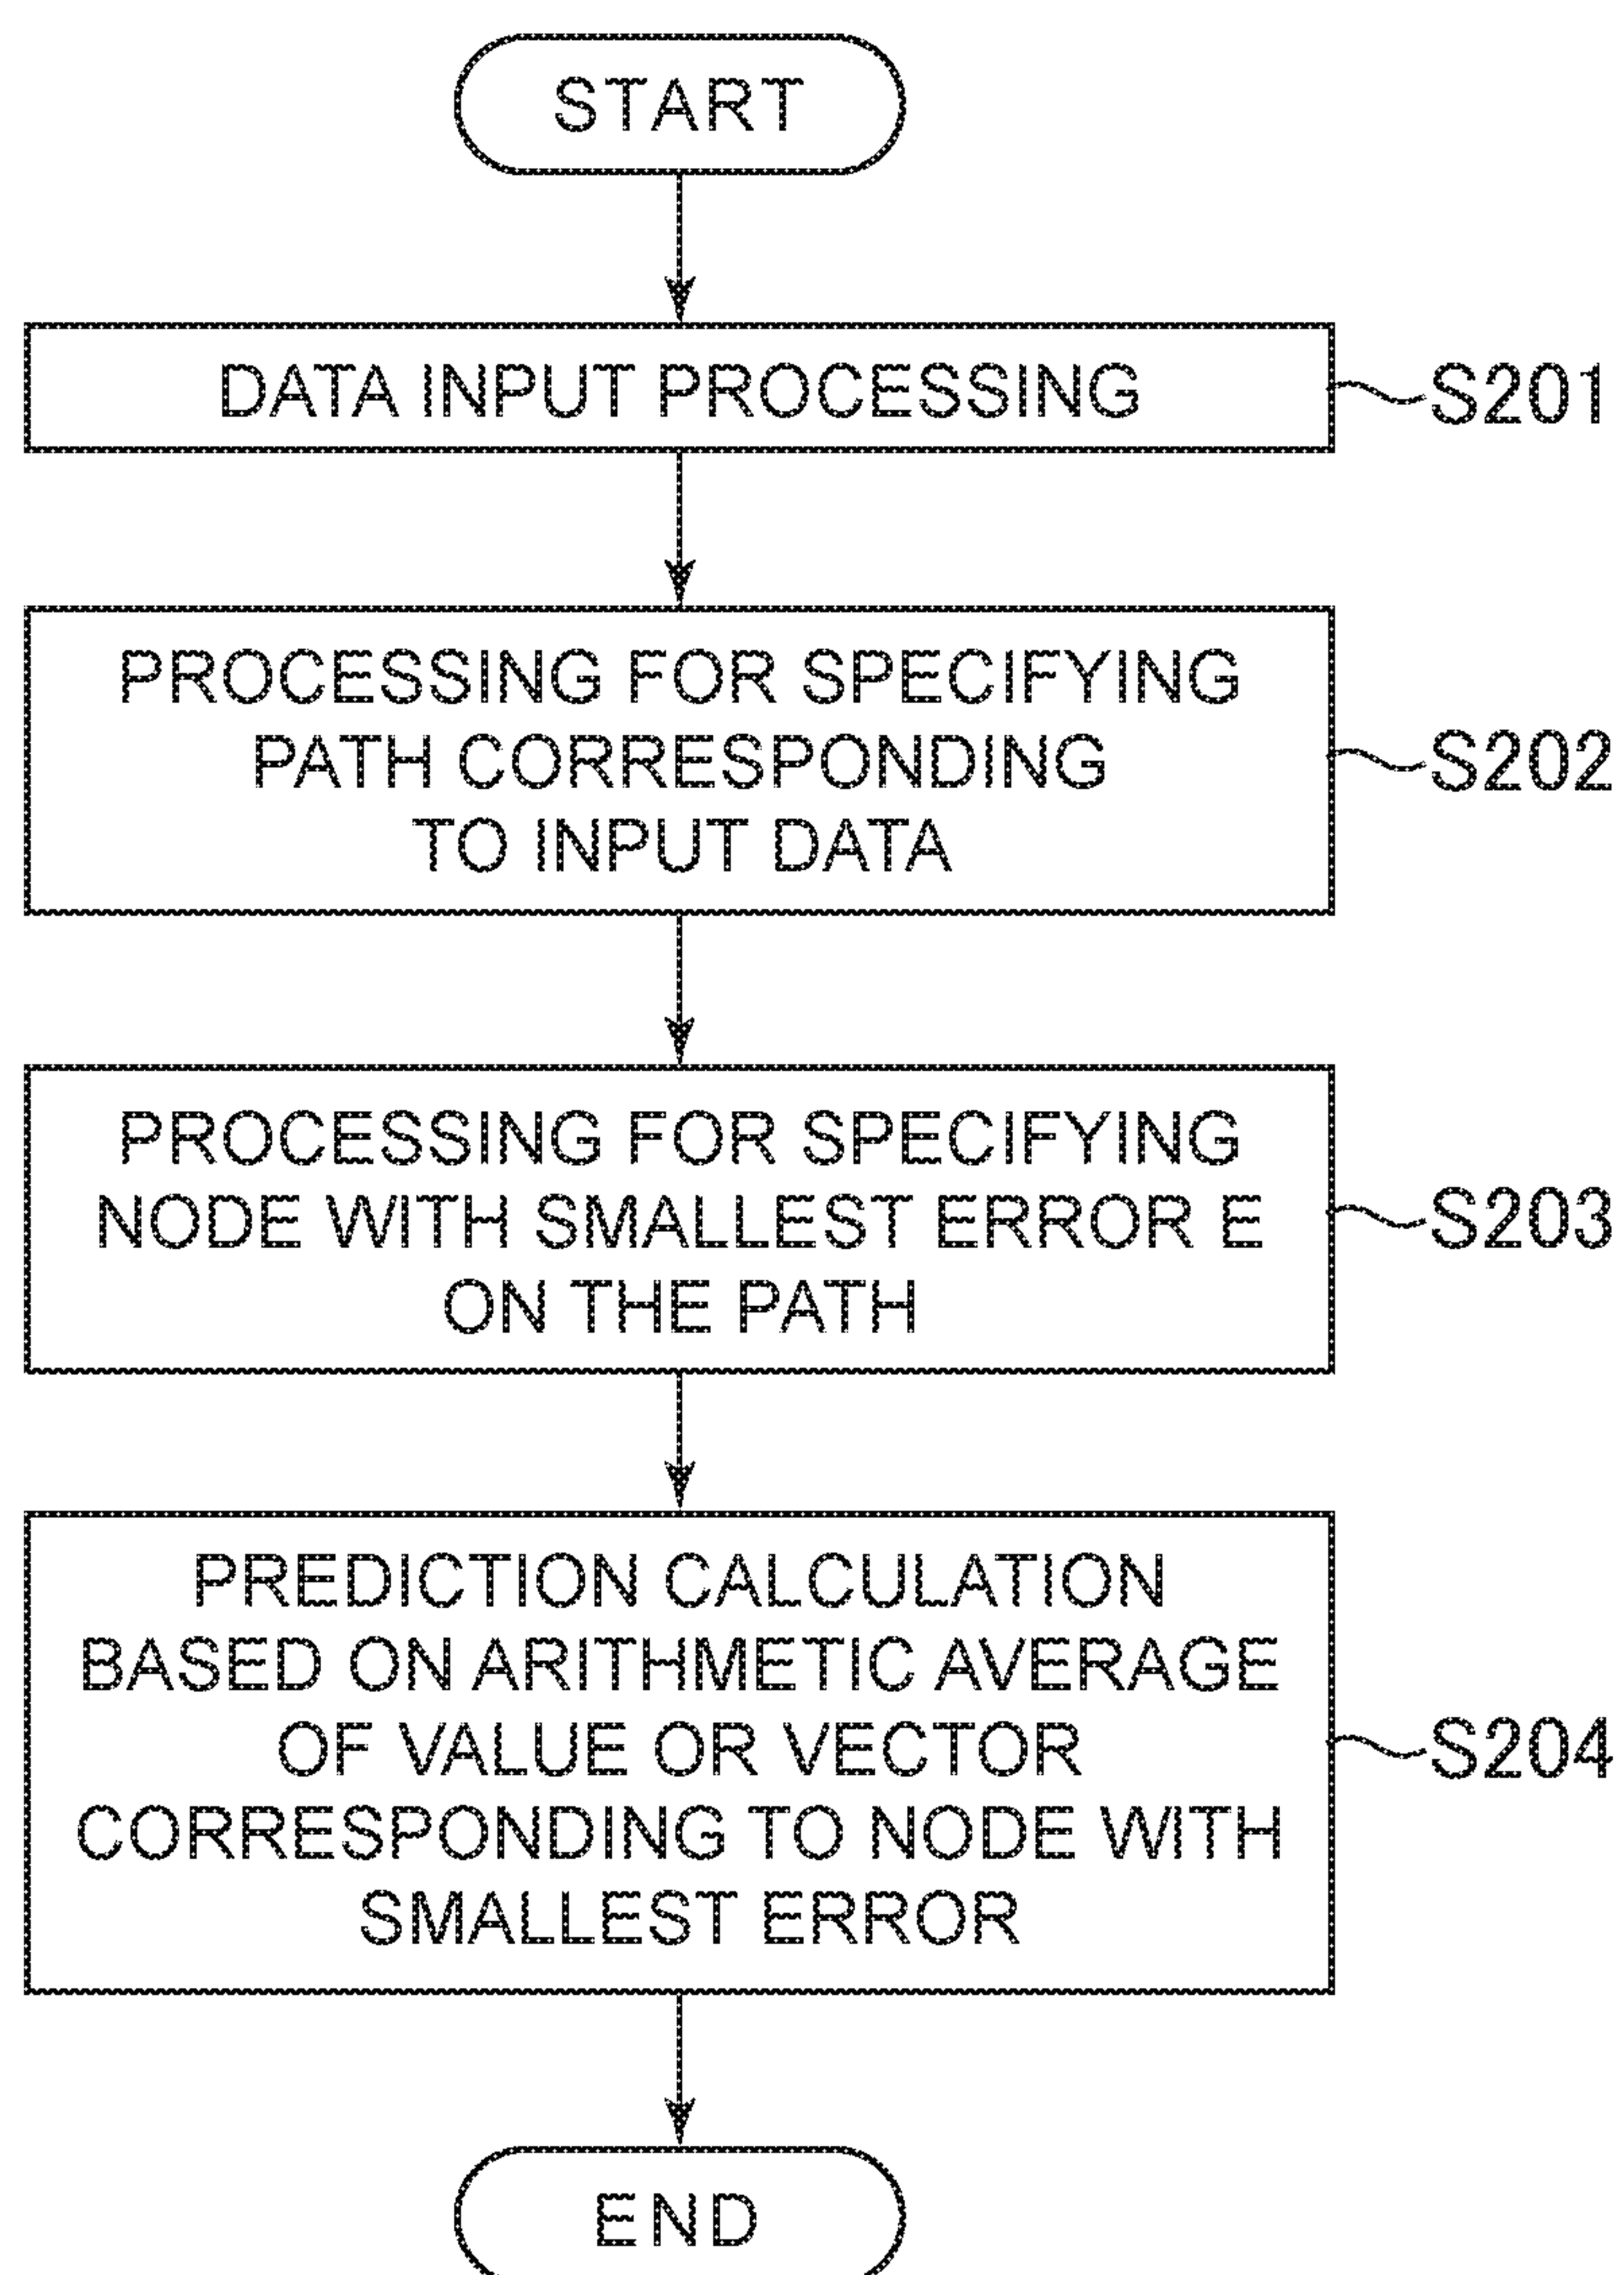 START
DATA INPUT PROCESSING
S201
PROCESSING FOR SPECIFYING
PATH CORRESPONDING
TO INPUT DATA
S202
PROCESSING FOR SPECIFYING
NODE WITH SMALLEST ERROR E
ON THE PATH
S203
PREDICTION CALCULATION
BASED ON ARITHMETIC AVERAGE
OF VALUE OR VECTOR
CORRESPONDING TO NODE WITH
SMALLEST ERROR
S204
END